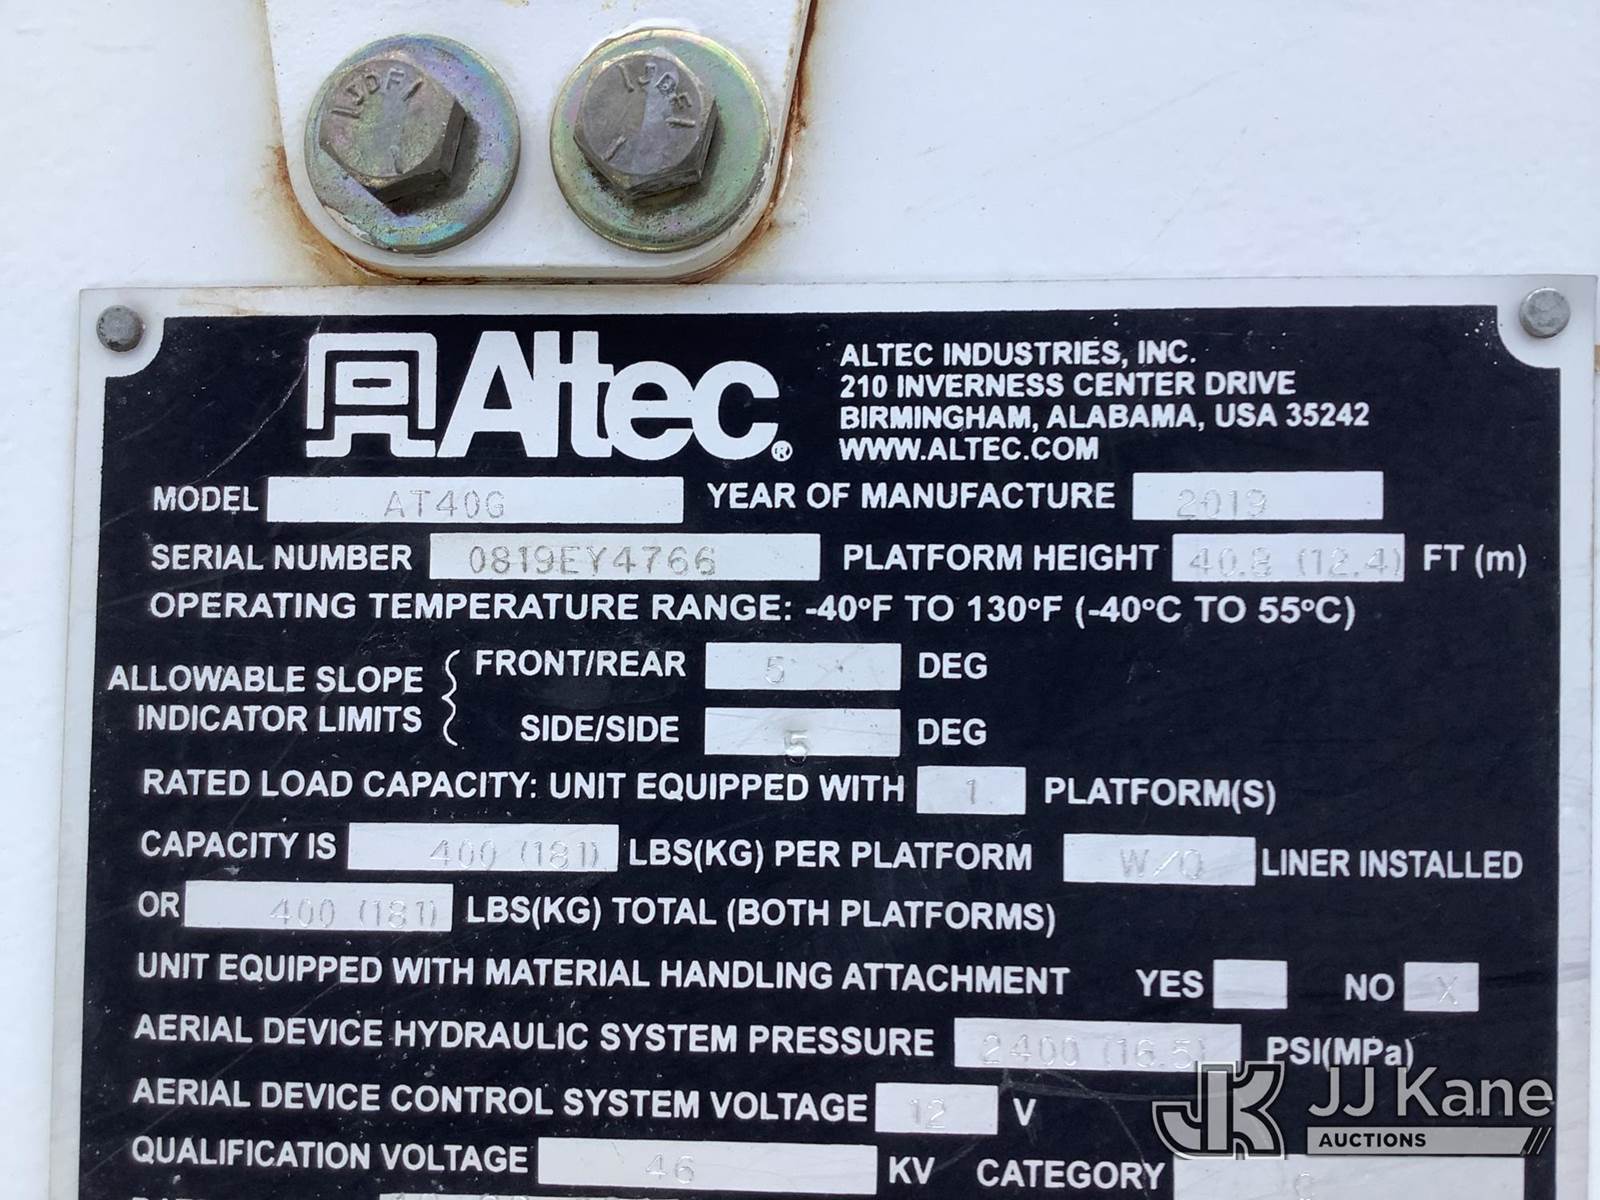 JDF
JDF
Altec®
ALTEC INDUSTRIES, INC.
210 INVERNESS CENTER DRIVE
BIRMINGHAM, ALABAMA, USA 35242
WWW.ALTEC.COM
MODEL AT40G YEAR OF MANUFACTURE 2019
SERIAL NUMBER 0819EY4766 PLATFORM HEIGHT 40.8 (12.4) FT (m)
OPERATING TEMPERATURE RANGE: -40°F TO 130°F (-40°C TO 55°C)
ALLOWABLE SLOPE INDICATOR LIMITS
FRONT/REAR 5 DEG
SIDE/SIDE 5 DEG
RATED LOAD CAPACITY: UNIT EQUIPPED WITH 1 PLATFORM(S)
CAPACITY IS 400 (181) LBS(KG) PER PLATFORM W/O LINER INSTALLED
OR 400 (181) LBS(KG) TOTAL (BOTH PLATFORMS)
UNIT EQUIPPED WITH MATERIAL HANDLING ATTACHMENT YES NO X
AERIAL DEVICE HYDRAULIC SYSTEM PRESSURE 2400 (16.5) PSI(MPa)
AERIAL DEVICE CONTROL SYSTEM VOLTAGE 12 V
QUALIFICATION VOLTAGE 46 KV CATEGORY
JK JJ Kane
AUCTIONS